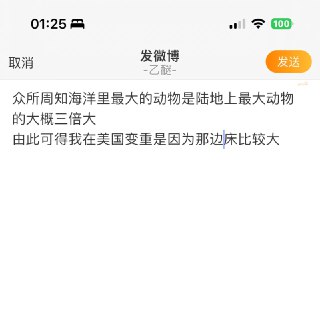 01:25
100
取消
发微博
-乙醚-
发送
众所周知海洋里最大的动物是陆地上最大动物
的大概三倍大
由此可得我在美国变重是因为那边床比较大